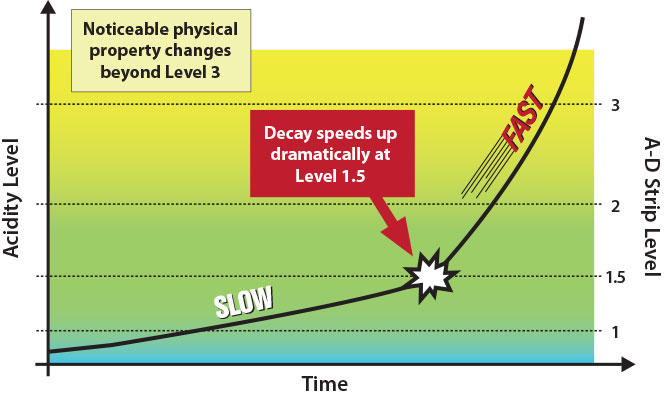 Noticeable physical
property changes
beyond Level 3
Decay speeds up
dramatically at
Level 1.5
FAST
SLOW
Acidity Level
3
2
1.5
1
A-D Strip Level
Time